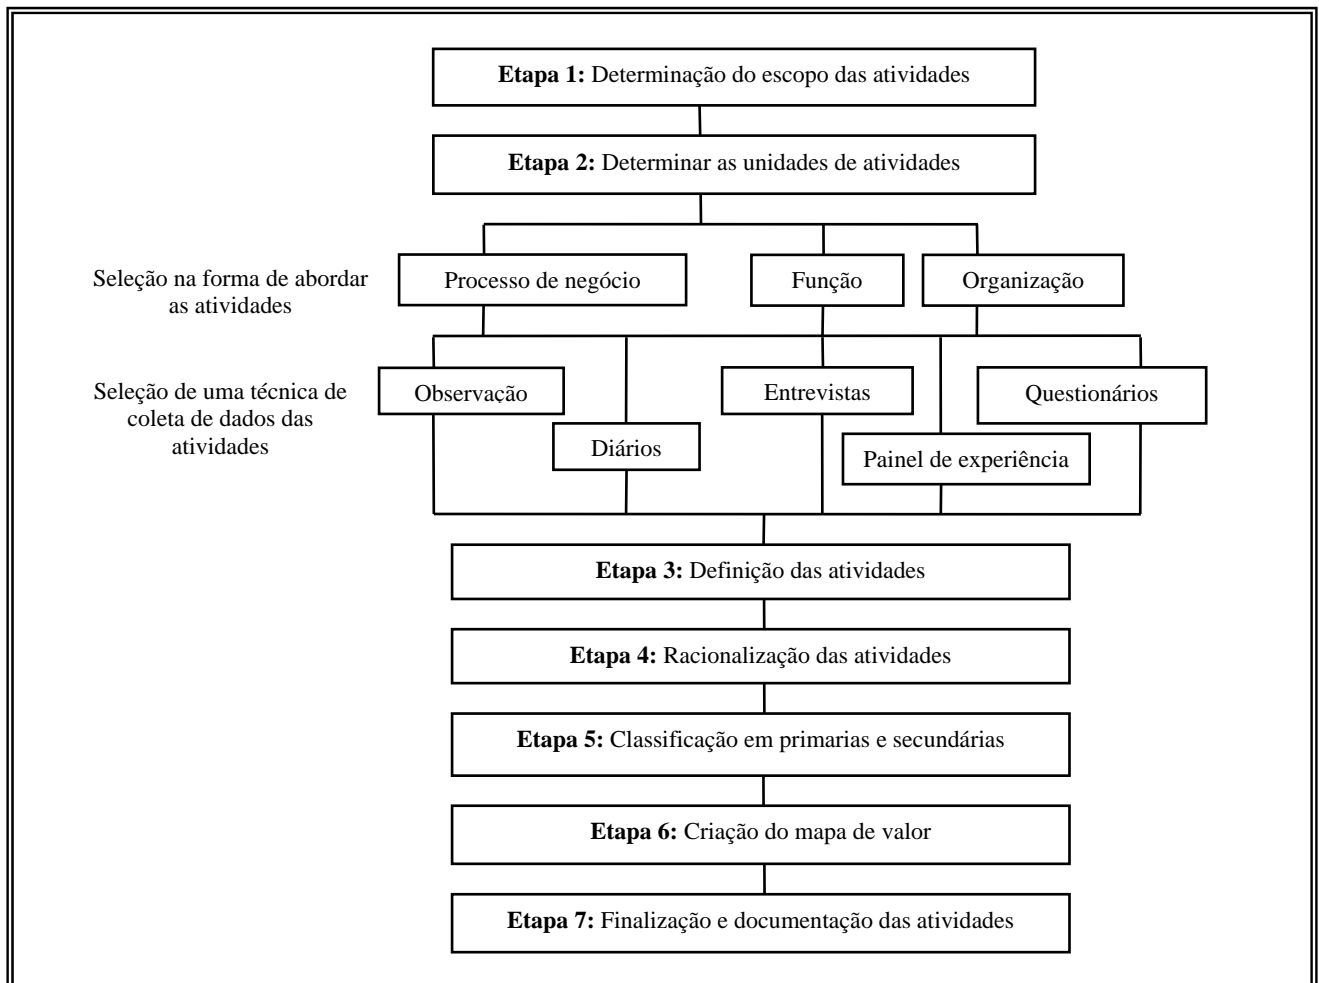 Etapa 1: Determinação do escopo das atividades
Etapa 2: Determinar as unidades de atividades
Seleção na forma de abordar
as atividades
Processo de negócio
Função
Organização
Seleção de uma técnica de
coleta de dados das
atividades
Observação
Diários
Entrevistas
Painel de experiência
Questionários
Etapa 3: Definição das atividades
Etapa 4: Racionalização das atividades
Etapa 5: Classificação em primarias e secundárias
Etapa 6: Criação do mapa de valor
Etapa 7: Finalização e documentação das atividades